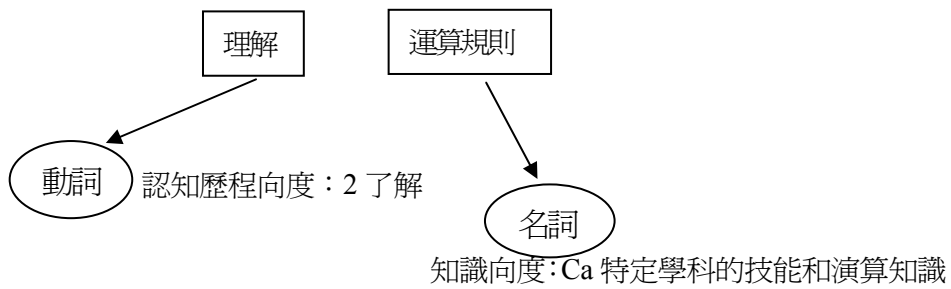 理解
運算規則
動詞
認知歷程向度：2 了解
名詞
知識向度：Ca 特定學科的技能和演算知識